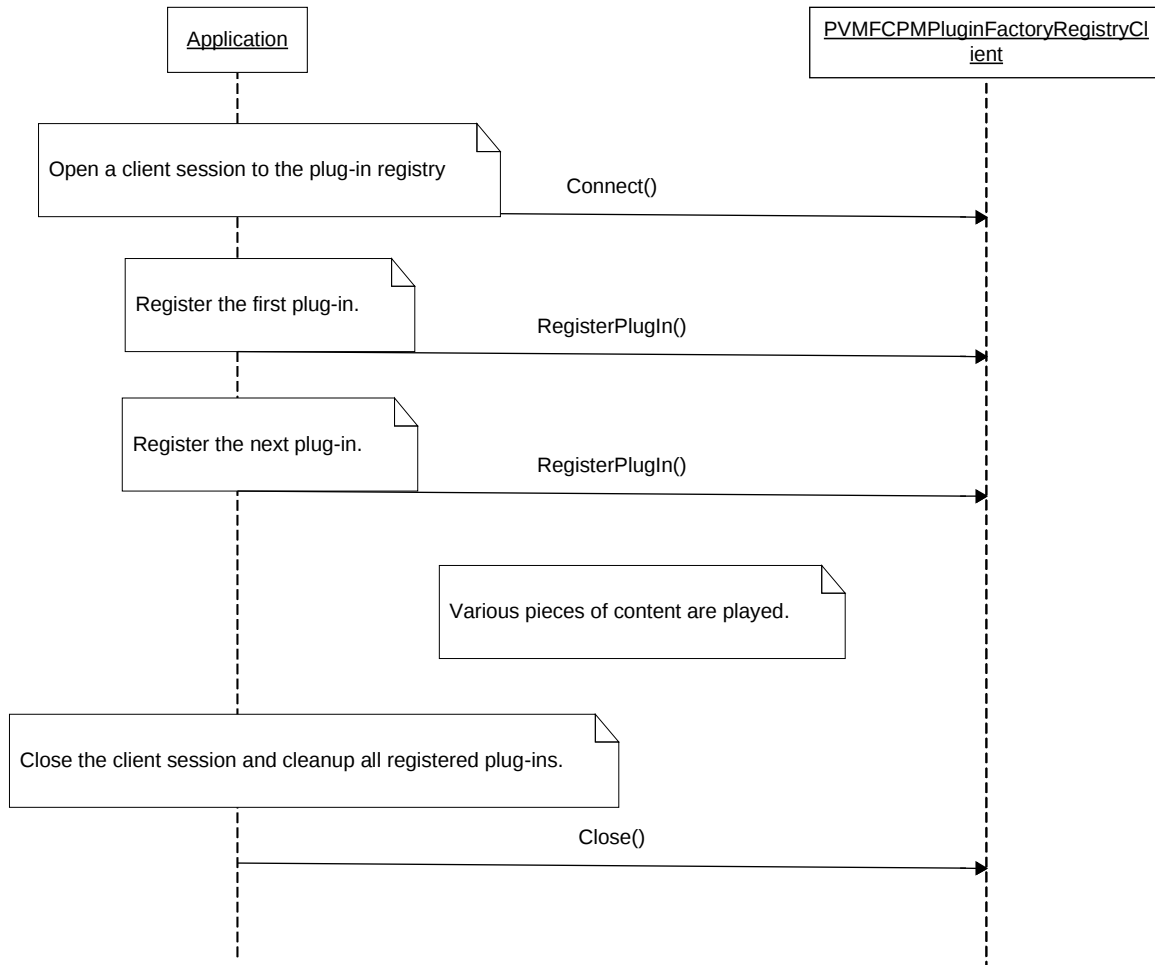 Application
PVMFCPMPluginFactoryRegistryCl
ient
Open a client session to the plug-in registry
Connect()
Register the first plug-in.
RegisterPlugIn()
Register the next plug-in.
RegisterPlugIn()
Various pieces of content are played.
Close the client session and cleanup all registered plug-ins.
Close()